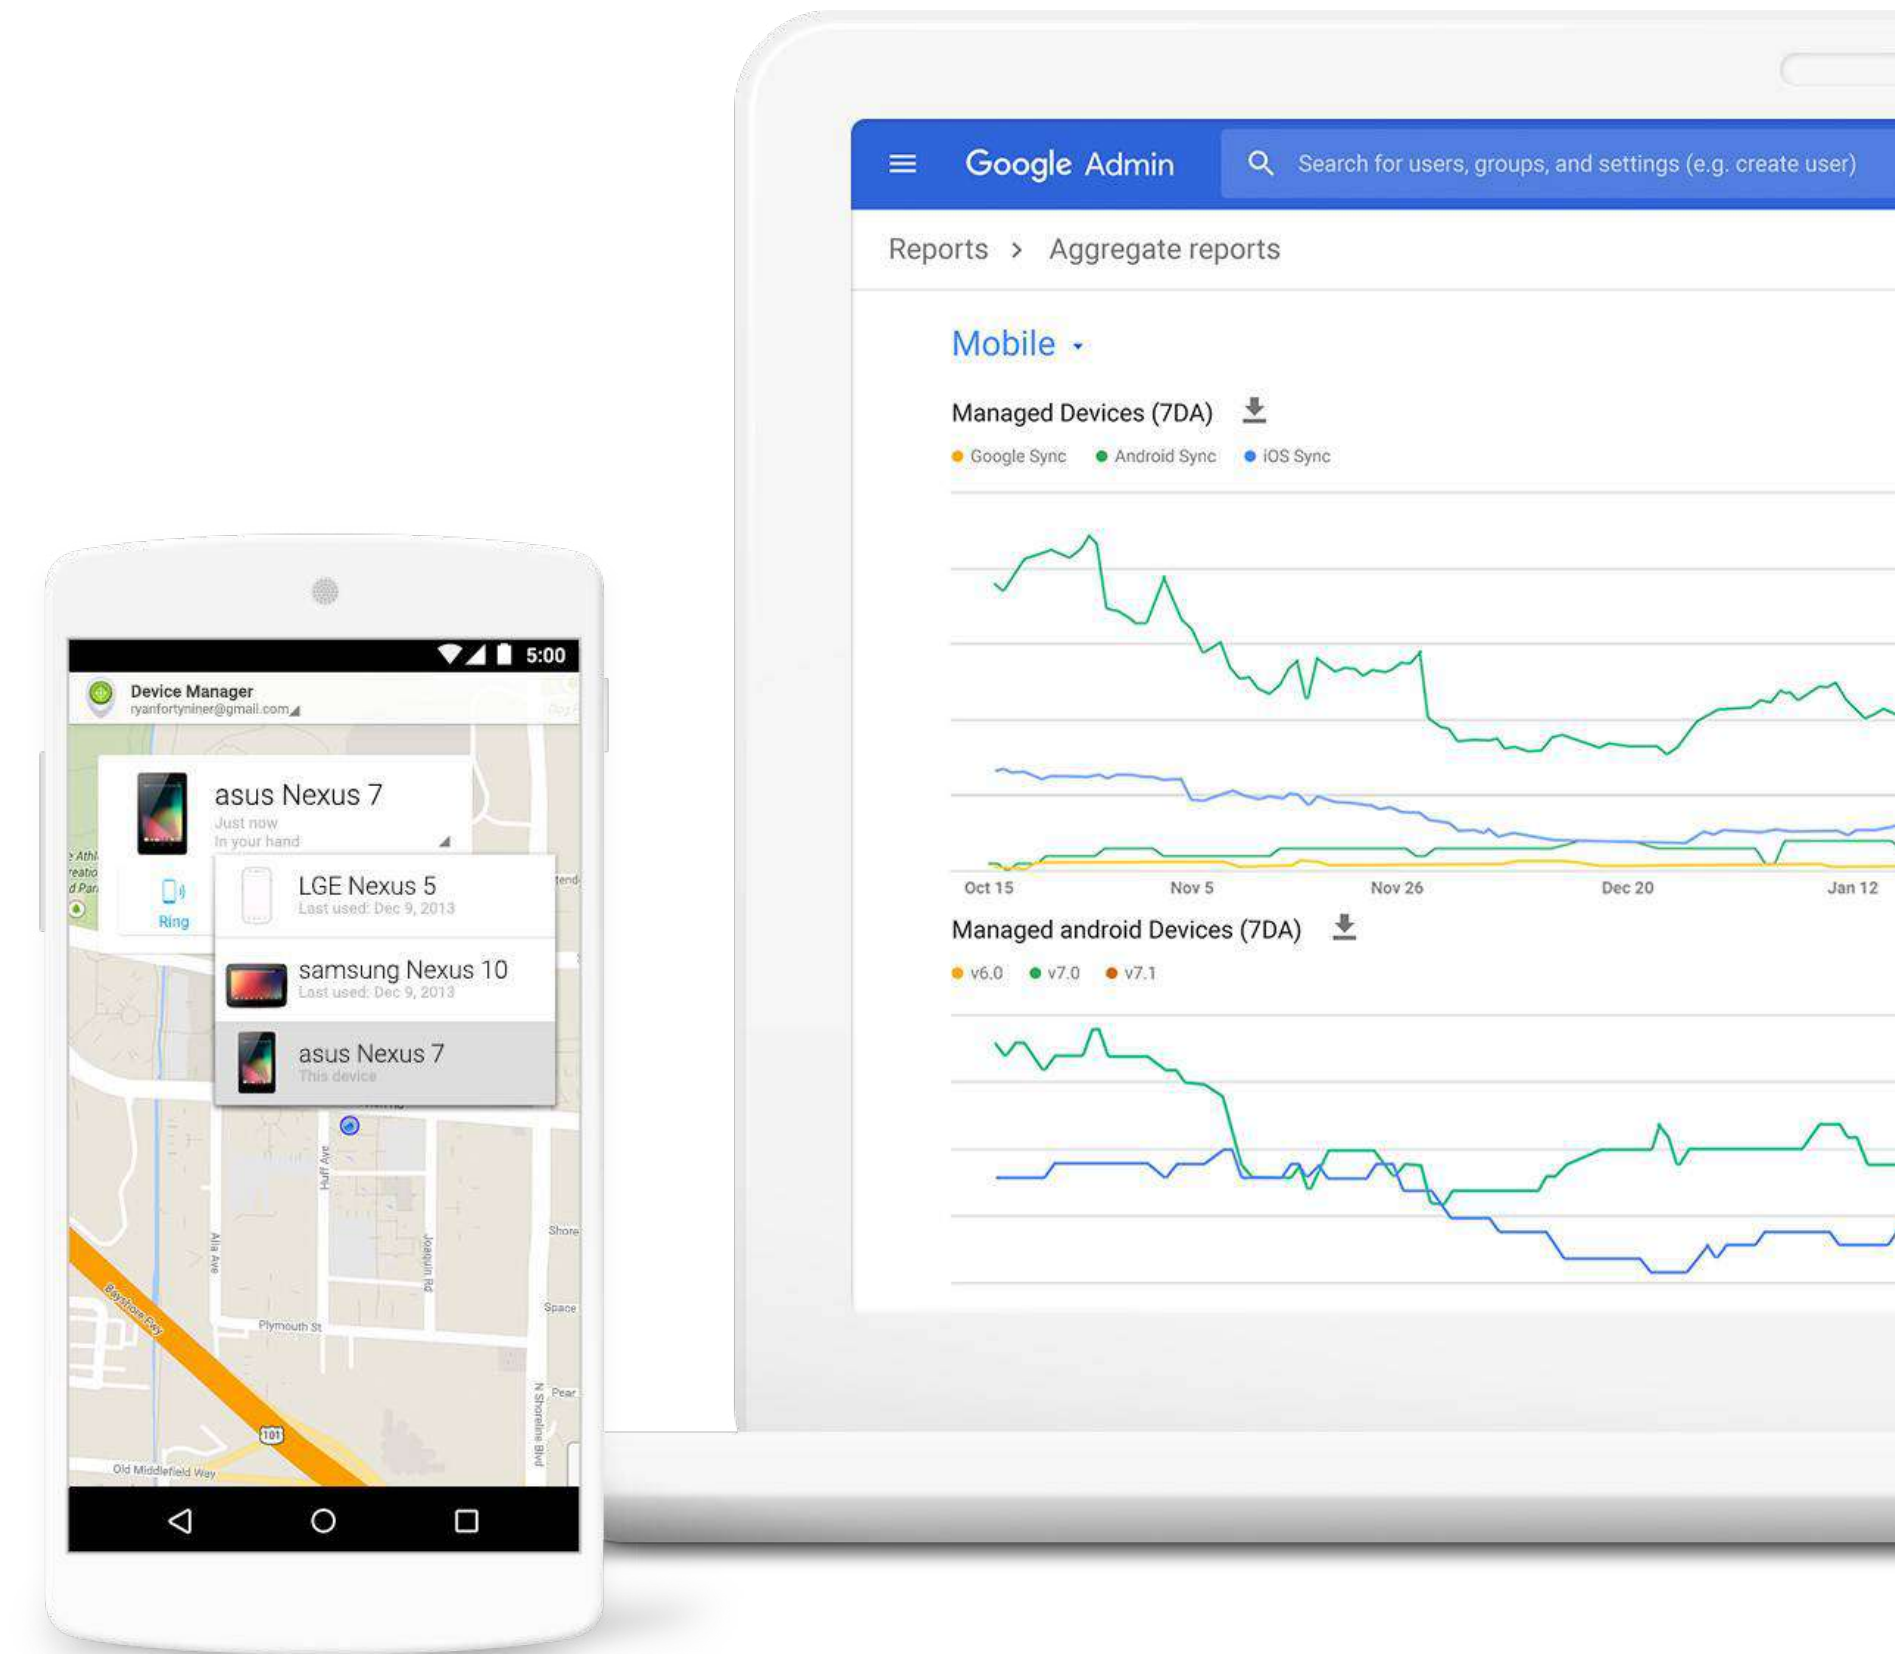 Google Admin
Search for users, groups, and settings (e.g. create user)
Reports > Aggregate reports
Mobile
Managed Devices (7DA)
Google Sync Android Sync iOS Sync
Oct 15 Nov 5 Nov 26 Dec 20 Jan 12
Managed android Devices (7DA)
v6.0 v7.0 v7.1
5:00
Device Manager
ryanfortyniner@gmail.com
asus Nexus 7
Just now
In your hand
Ring
LGE Nexus 5
Last used: Dec 9, 2013
samsung Nexus 10
Last used: Dec 9, 2013
asus Nexus 7
This device
Huff Ave
Alta Ave
Joaquin Rd
Shore
Bayshore Fwy
Space
Plymouth St
N Shoreline Blvd
Pear
101
Old Middlefield Way